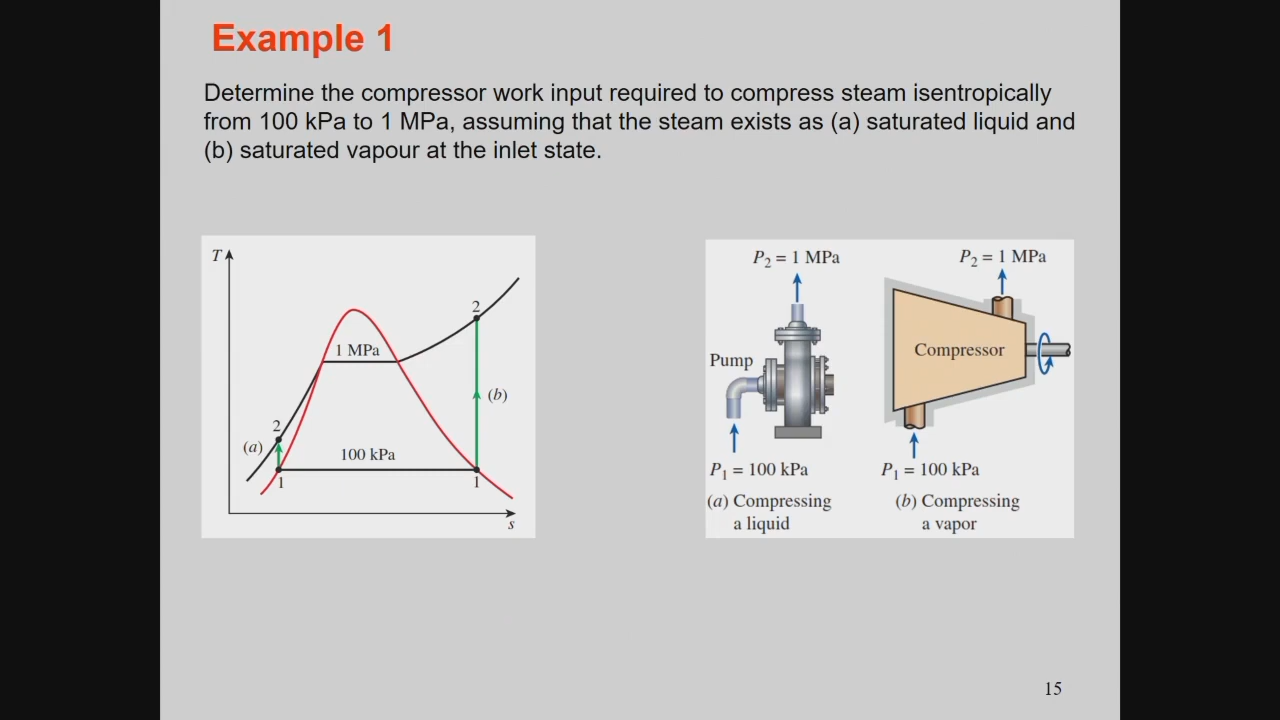 Example 1
Determine the compressor work input required to compress steam isentropically
from 100 kPa to 1 MPa, assuming that the steam exists as (a) saturated liquid and
(b) saturated vapour at the inlet state.
T
2
1 MPa
(b)
2
(a)
100 kPa
1
1
s
P₂ = 1 MPa
P₂ = 1 MPa
Pump
Compressor
P₁ = 100 kPa
P₁ = 100 kPa
(a) Compressing
a liquid
(b) Compressing
a vapor
15